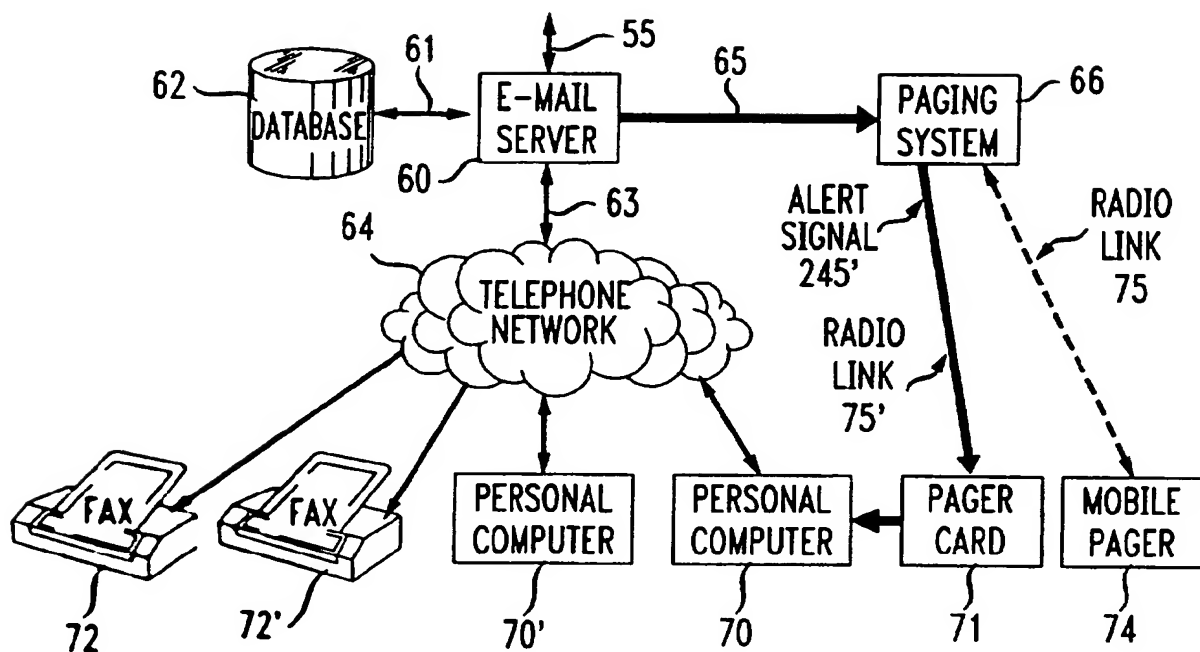 55
61
62
DATABASE
E-MAIL
SERVER
60
65
PAGING
SYSTEM
66
63
64
ALERT
SIGNAL
245'
RADIO
LINK
75
TELEPHONE
NETWORK
RADIO
LINK
75'
FAX
FAX
PERSONAL
COMPUTER
PERSONAL
COMPUTER
PAGER
CARD
MOBILE
PAGER
72
72'
70'
70
71
74